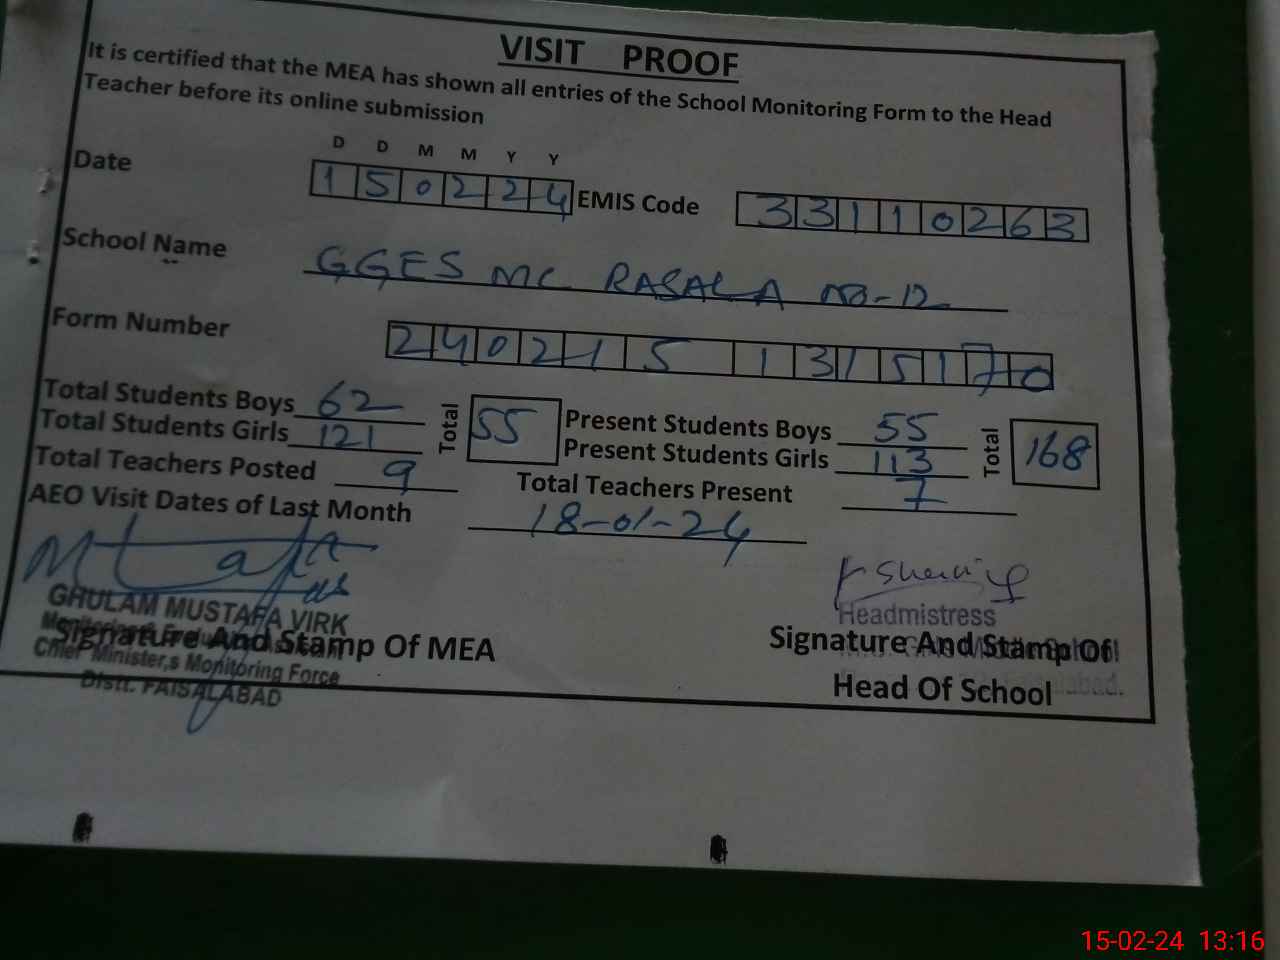 VISIT PROOF
It is certified that the MEA has shown all entries of the School Monitoring Form to the Head
Teacher before its online submission
D D M M Y Y
Date 150224 EMIS Code 33110263
School Name GGES MC RASALA NO-12
Form Number 2402151315170
Total Students Boys 62 Total 55 Present Students Boys 55 Total 168
Total Students Girls 121 Present Students Girls 113
Total Teachers Posted 9 Total Teachers Present 7
AEO Visit Dates of Last Month 18-01-24
GHULAM MUSTAFA VIRK
Headmistress
Signature And Stamp Of MEA
Signature And Stamp Of
Chief Minister,s Monitoring Force
Head Of School
Distt. FAISALABAD
15-02-24 13:16